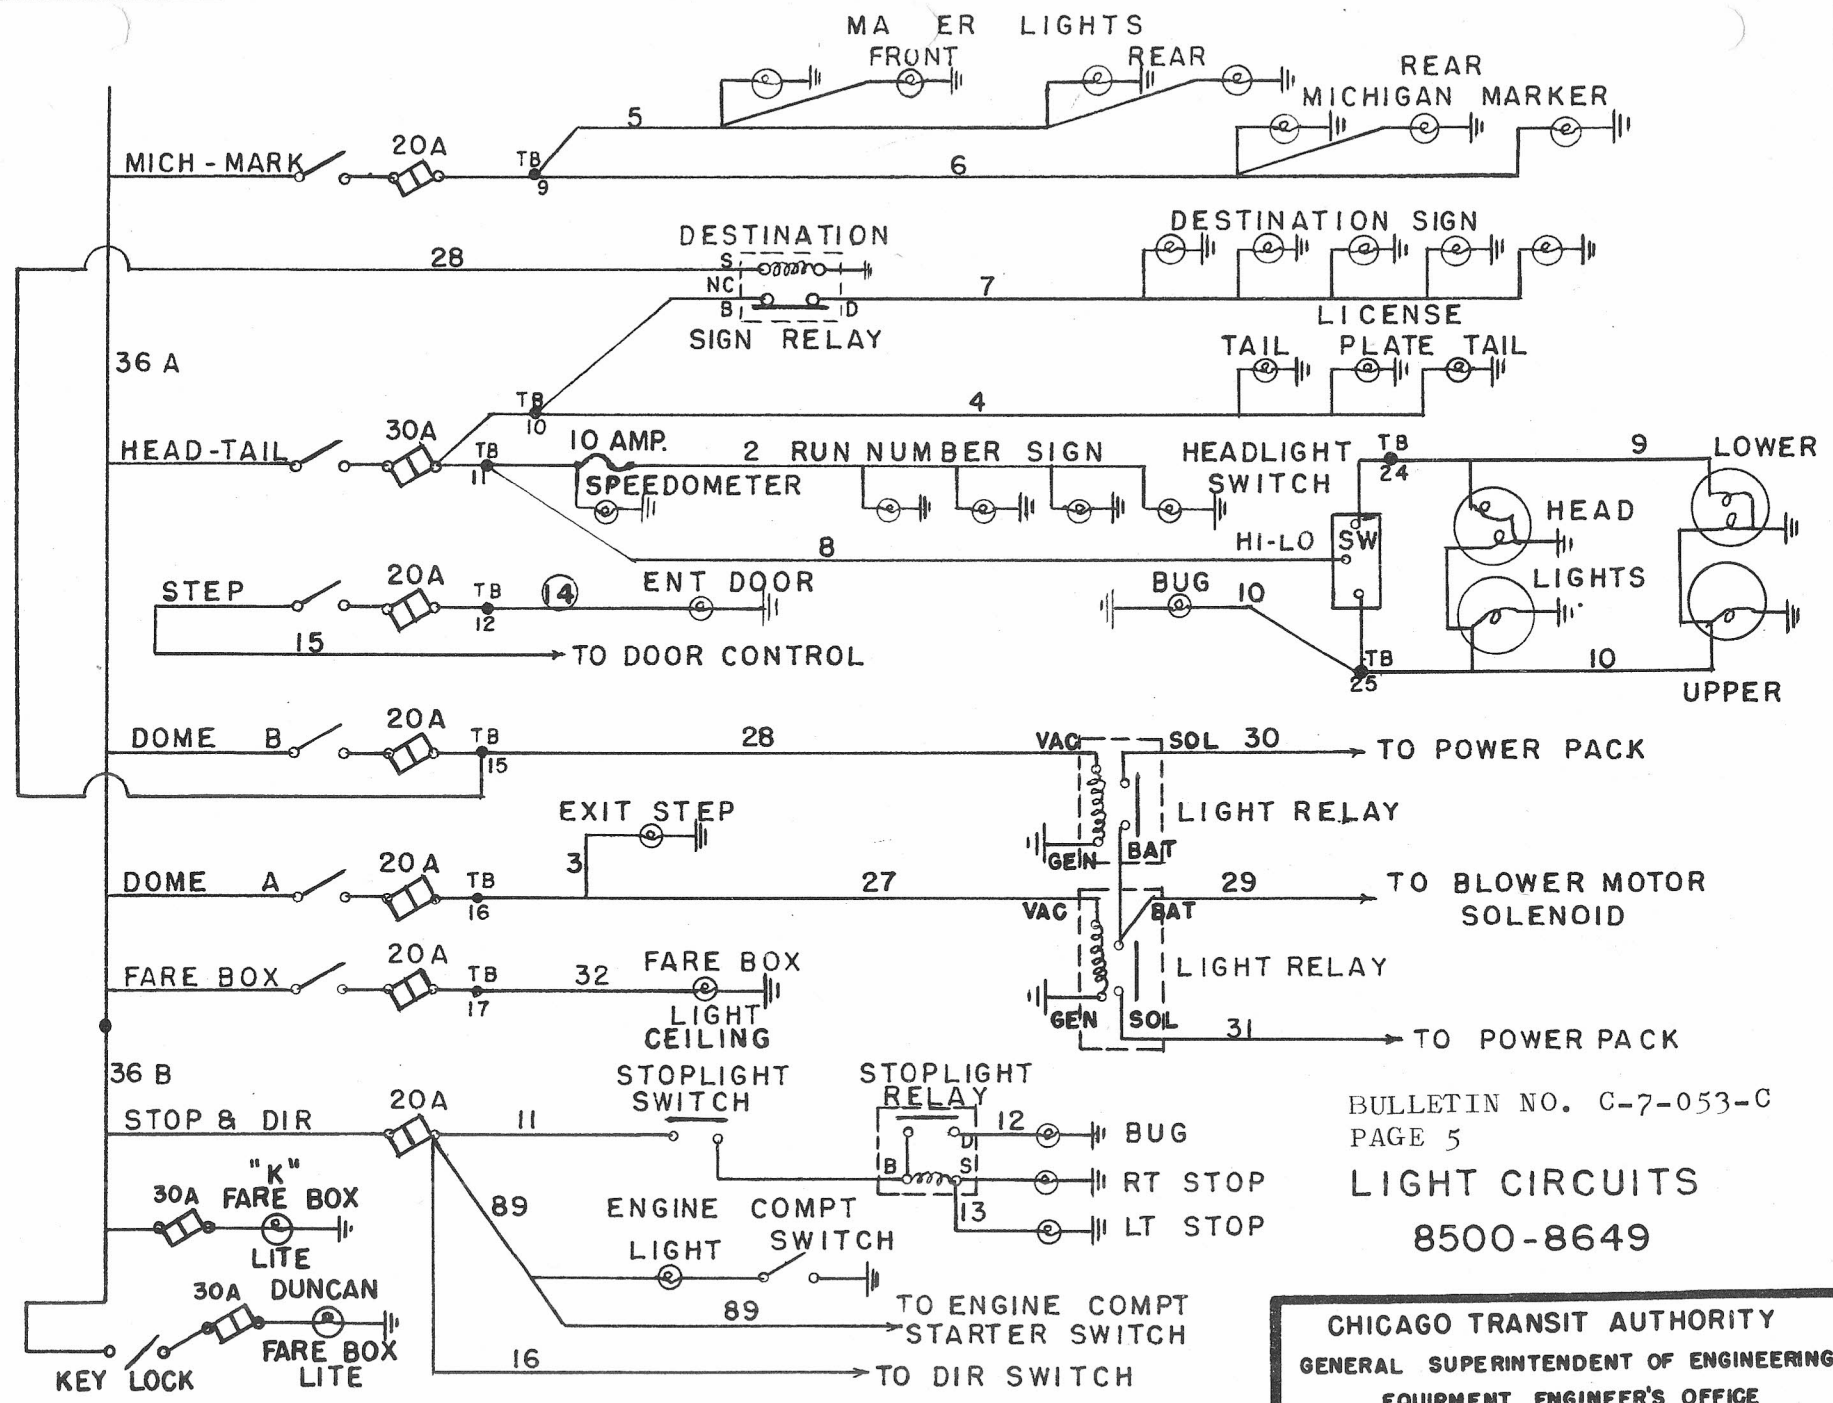 MA ER LIGHTS
FRONT REAR
REAR
MICHIGAN MARKER
5
20A
MICH - MARK
TB
9
6
DESTINATION SIGN
DESTINATION
28
S
NC
B D
7
SIGN RELAY
LICENSE
TAIL PLATE TAIL
36 A
TB
10
4
30A
HEAD-TAIL
TB
11
10 AMP.
2 RUN NUMBER SIGN
SPEEDOMETER
HEADLIGHT
SWITCH
TB
24
9 LOWER
HI-LO
SW
HEAD
LIGHTS
8
20A
STEP
TB
12
14
ENT DOOR
BUG 10
15
TO DOOR CONTROL
TB
25
10
UPPER
20A
DOME B
TB
15
28
VAC SOL 30
TO POWER PACK
LIGHT RELAY
GEN BAT
EXIT STEP
3
20A
DOME A
TB
16
27
VAC BAT
29
TO BLOWER MOTOR
SOLENOID
20A
FARE BOX
TB
17
32
FARE BOX
LIGHT
CEILING
LIGHT RELAY
GEN SOL
31
TO POWER PACK
36 B
STOP & DIR
20A
11
STOPLIGHT
SWITCH
STOPLIGHT
RELAY
D
12
BUG
B S
RT STOP
13
LT STOP
BULLETIN NO. C-7-053-C
PAGE 5
LIGHT CIRCUITS
8500-8649
"K"
30A FARE BOX
LITE
89
ENGINE COMPT
LIGHT SWITCH
30A DUNCAN
FARE BOX
LITE
KEY LOCK
89
TO ENGINE COMPT
STARTER SWITCH
16
TO DIR SWITCH
CHICAGO TRANSIT AUTHORITY
GENERAL SUPERINTENDENT OF ENGINEERING
EQUIPMENT ENGINEER'S OFFICE